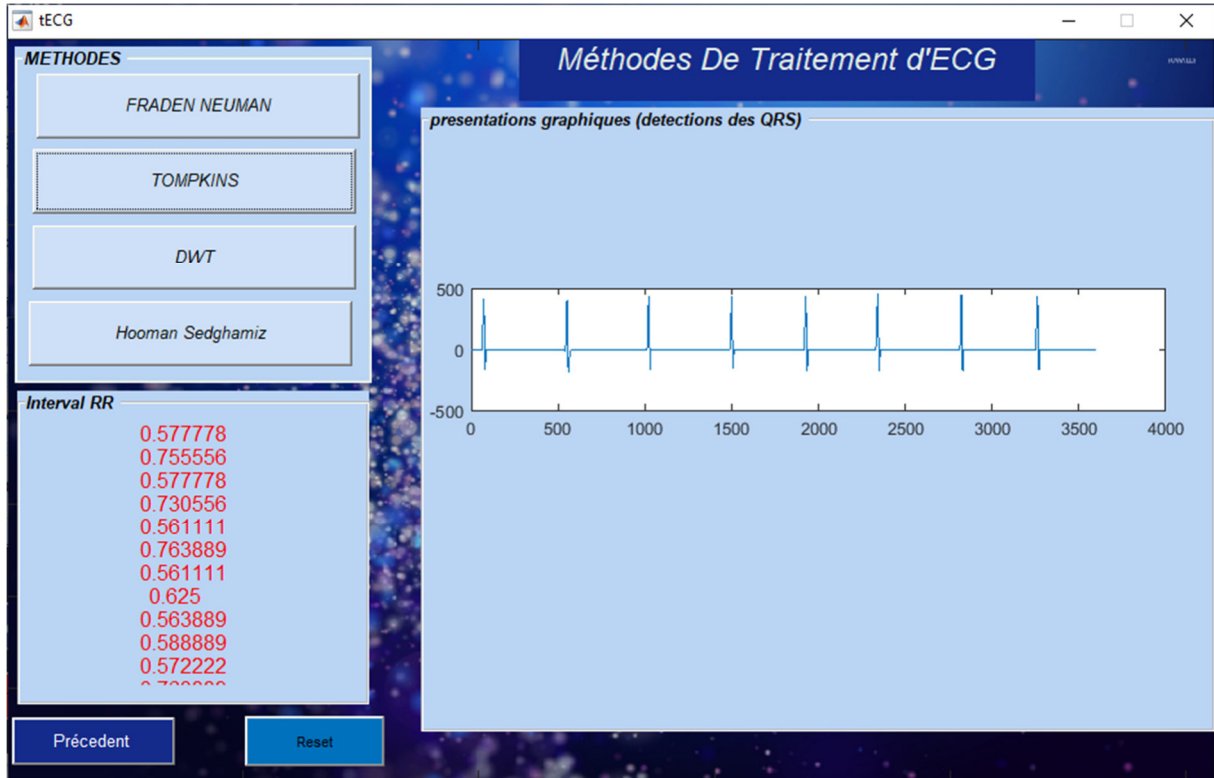 tECG
METHODES
FRADEN NEUMAN
TOMPKINS
DWT
Hooman Sedghamiz
Interval RR
0.577778
0.755556
0.577778
0.730556
0.561111
0.763889
0.561111
0.625
0.563889
0.588889
0.572222
Précedent
Reset
Méthodes De Traitement d'ECG
presentations graphiques (detections des QRS)
500
0
-500
0 500 1000 1500 2000 2500 3000 3500 4000